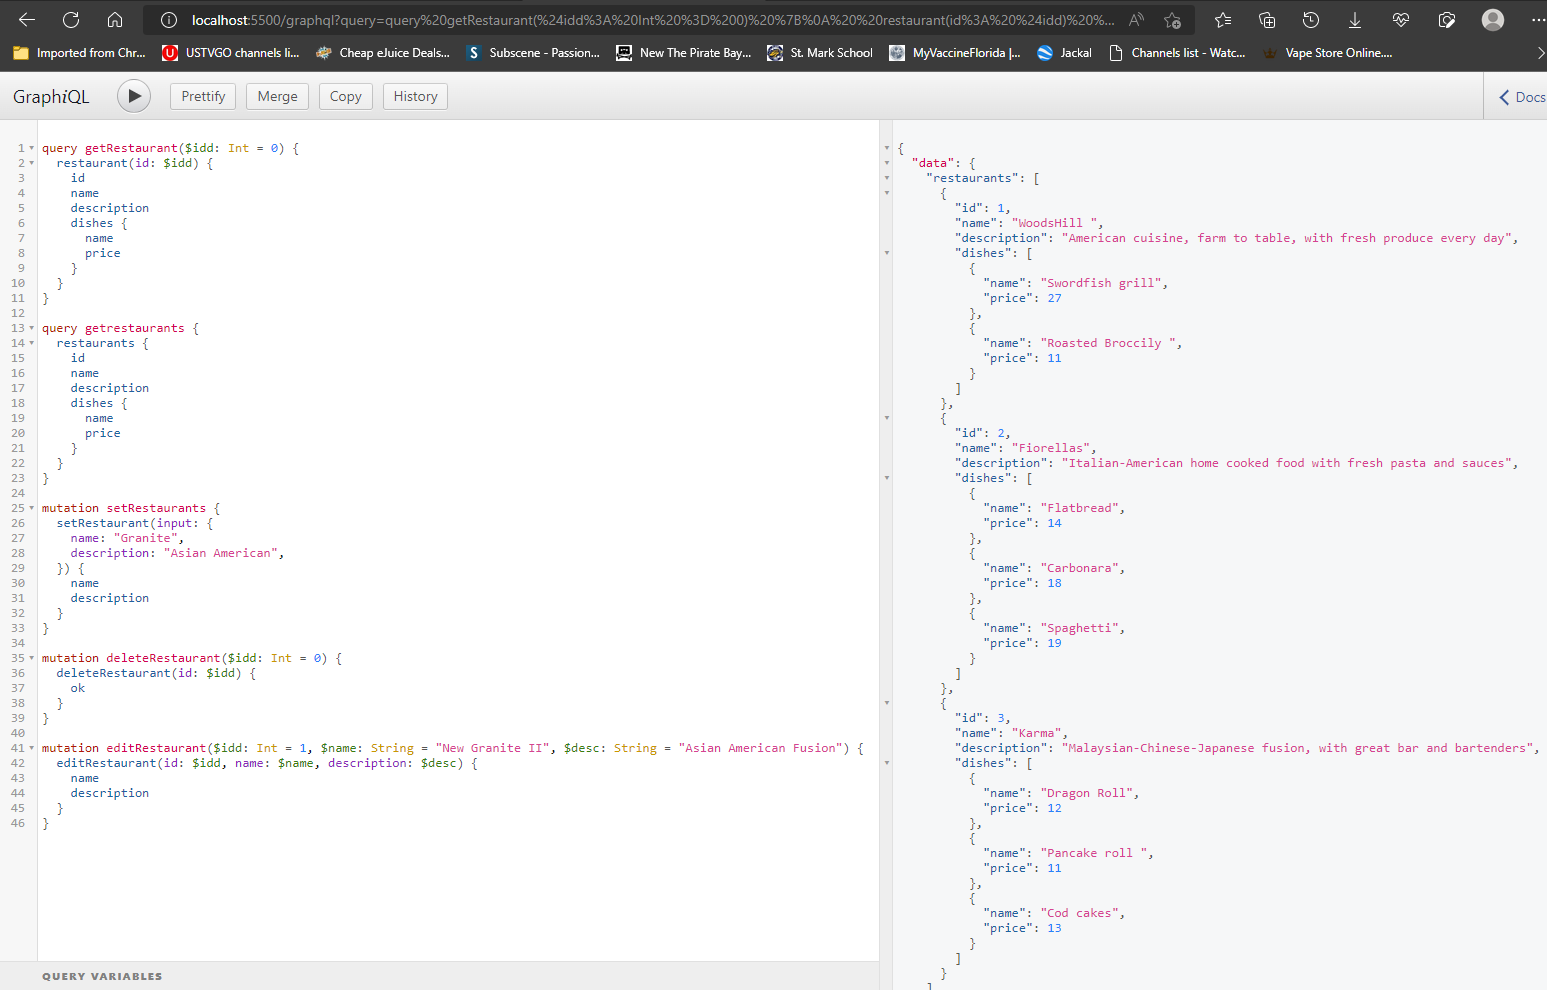 localhost:5500/graphql?query=query%20getRestaurant(%24idd%3A%20Int%20%3D%200)%20%7B%0A%20%20restaurant(id%3A%20%24idd)%20%...
Imported from Chr... USTVGO channels li... Cheap eJuice Deals... Subscene - Passion... New The Pirate Bay... St. Mark School MyVaccineFlorida |... Jackal Channels list - Watc... Vape Store Online....
GraphiQL Prettify Merge Copy History Docs
1 query getRestaurant($idd: Int = 0) {
2 restaurant(id: $idd) {
3 id
4 name
5 description
6 dishes {
7 name
8 price
9 }
10 }
11 }
12
13 query getrestaurants {
14 restaurants {
15 id
16 name
17 description
18 dishes {
19 name
20 price
21 }
22 }
23 }
24
25 mutation setRestaurants {
26 setRestaurant(input: {
27 name: "Granite",
28 description: "Asian American",
29 }) {
30 name
31 description
32 }
33 }
34
35 mutation deleteRestaurant($idd: Int = 0) {
36 deleteRestaurant(id: $idd) {
37 ok
38 }
39 }
40
41 mutation editRestaurant($idd: Int = 1, $name: String = "New Granite II", $desc: String = "Asian American Fusion") {
42 editRestaurant(id: $idd, name: $name, description: $desc) {
43 name
44 description
45 }
46 }
QUERY VARIABLES
{
"data": {
"restaurants": [
{
"id": 1,
"name": "WoodsHill ",
"description": "American cuisine, farm to table, with fresh produce every day",
"dishes": [
{
"name": "Swordfish grill",
"price": 27
},
{
"name": "Roasted Broccily ",
"price": 11
}
]
},
{
"id": 2,
"name": "Fiorellas",
"description": "Italian-American home cooked food with fresh pasta and sauces",
"dishes": [
{
"name": "Flatbread",
"price": 14
},
{
"name": "Carbonara",
"price": 18
},
{
"name": "Spaghetti",
"price": 19
}
]
},
{
"id": 3,
"name": "Karma",
"description": "Malaysian-Chinese-Japanese fusion, with great bar and bartenders",
"dishes": [
{
"name": "Dragon Roll",
"price": 12
},
{
"name": "Pancake roll ",
"price": 11
},
{
"name": "Cod cakes",
"price": 13
}
]
}
]